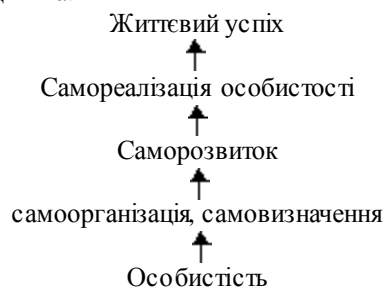 Життєвий успіх
Самореалізація особистості
Саморозвиток
самоорганізація, самовизначення
Особистість